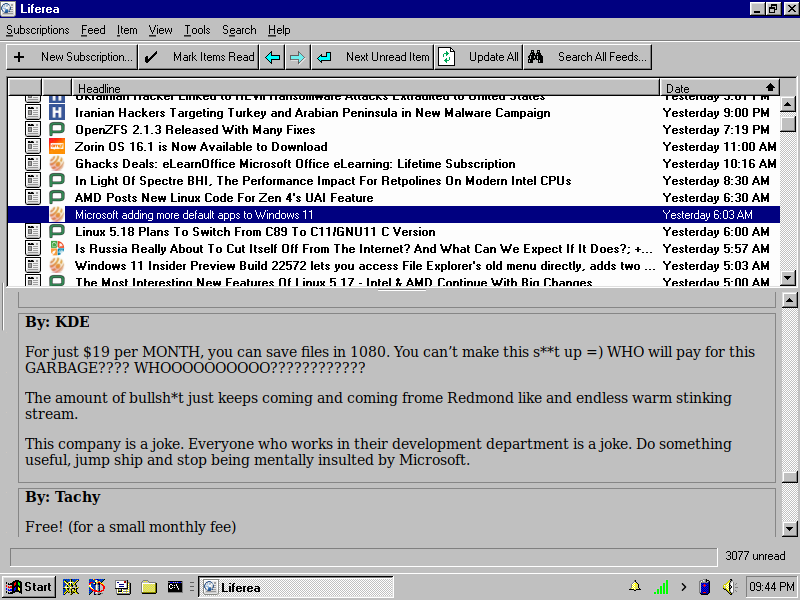 Liferea
Subscriptions Feed Item View Tools Search Help
New Subscription... Mark Items Read Next Unread Item Update All Search All Feeds...
Headline Date
Ukrainian Hacker Linked to REvil Ransomware Attacks Extradited to United States Yesterday 9:01 PM
Iranian Hackers Targeting Turkey and Arabian Peninsula in New Malware Campaign Yesterday 9:00 PM
OpenZFS 2.1.3 Released With Many Fixes Yesterday 7:19 PM
Zorin OS 16.1 is Now Available to Download Yesterday 11:00 AM
Ghacks Deals: eLearnOffice Microsoft Office eLearning: Lifetime Subscription Yesterday 10:16 AM
In Light Of Spectre BHI, The Performance Impact For Retpolines On Modern Intel CPUs Yesterday 8:30 AM
AMD Posts New Linux Code For Zen 4's UAI Feature Yesterday 6:30 AM
Microsoft adding more default apps to Windows 11 Yesterday 6:03 AM
Linux 5.18 Plans To Switch From C89 To C11/GNU11 C Version Yesterday 6:00 AM
Is Russia Really About To Cut Itself Off From The Internet? And What Can We Expect If It Does?; +... Yesterday 5:57 AM
Windows 11 Insider Preview Build 22572 lets you access File Explorer's old menu directly, adds two ... Yesterday 5:03 AM
The Most Interesting New Features Of Linux 5.17 - Intel & AMD Continue With Big Changes Yesterday 5:00 AM
By: KDE
For just $19 per MONTH, you can save files in 1080. You can’t make this s**t up =) WHO will pay for this
GARBAGE???? WHOOOOOOOOOO????????????
The amount of bullsh*t just keeps coming and coming frome Redmond like and endless warm stinking
stream.
This company is a joke. Everyone who works in their development department is a joke. Do something
useful, jump ship and stop being mentally insulted by Microsoft.
By: Tachy
Free! (for a small monthly fee)
3077 unread
Start Liferea 09:44 PM